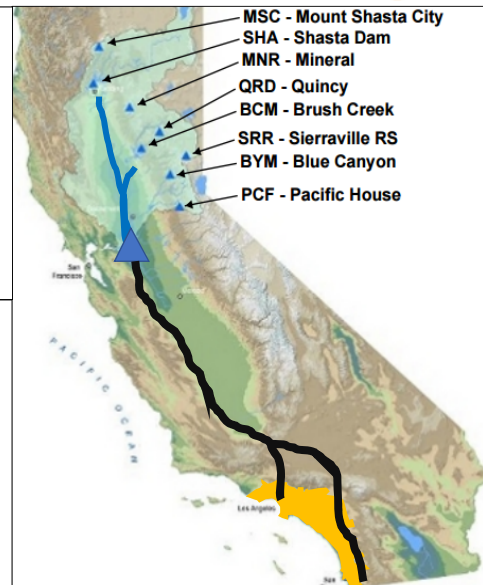 MSC - Mount Shasta City
SHA - Shasta Dam
MNR - Mineral
QRD - Quincy
BCM - Brush Creek
SRR - Sierraville RS
BYM - Blue Canyon
PCF - Pacific House
San
Francisco
PACIFIC OCEAN
Los Angeles
San